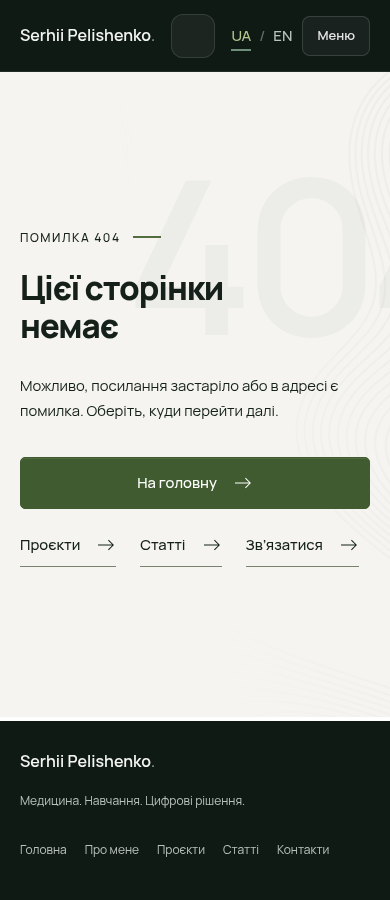 Serhii Pelishenko.
UA / EN
Меню
404
ПОМИЛКА 404
Цієї сторінки
немає
Можливо, посилання застаріло або в адресі є
помилка. Оберіть, куди перейти далі.
На головну →
Проєкти → Статті → Зв'язатися →
Serhii Pelishenko.
Медицина. Навчання. Цифрові рішення.
Головна Про мене Проєкти Статті Контакти